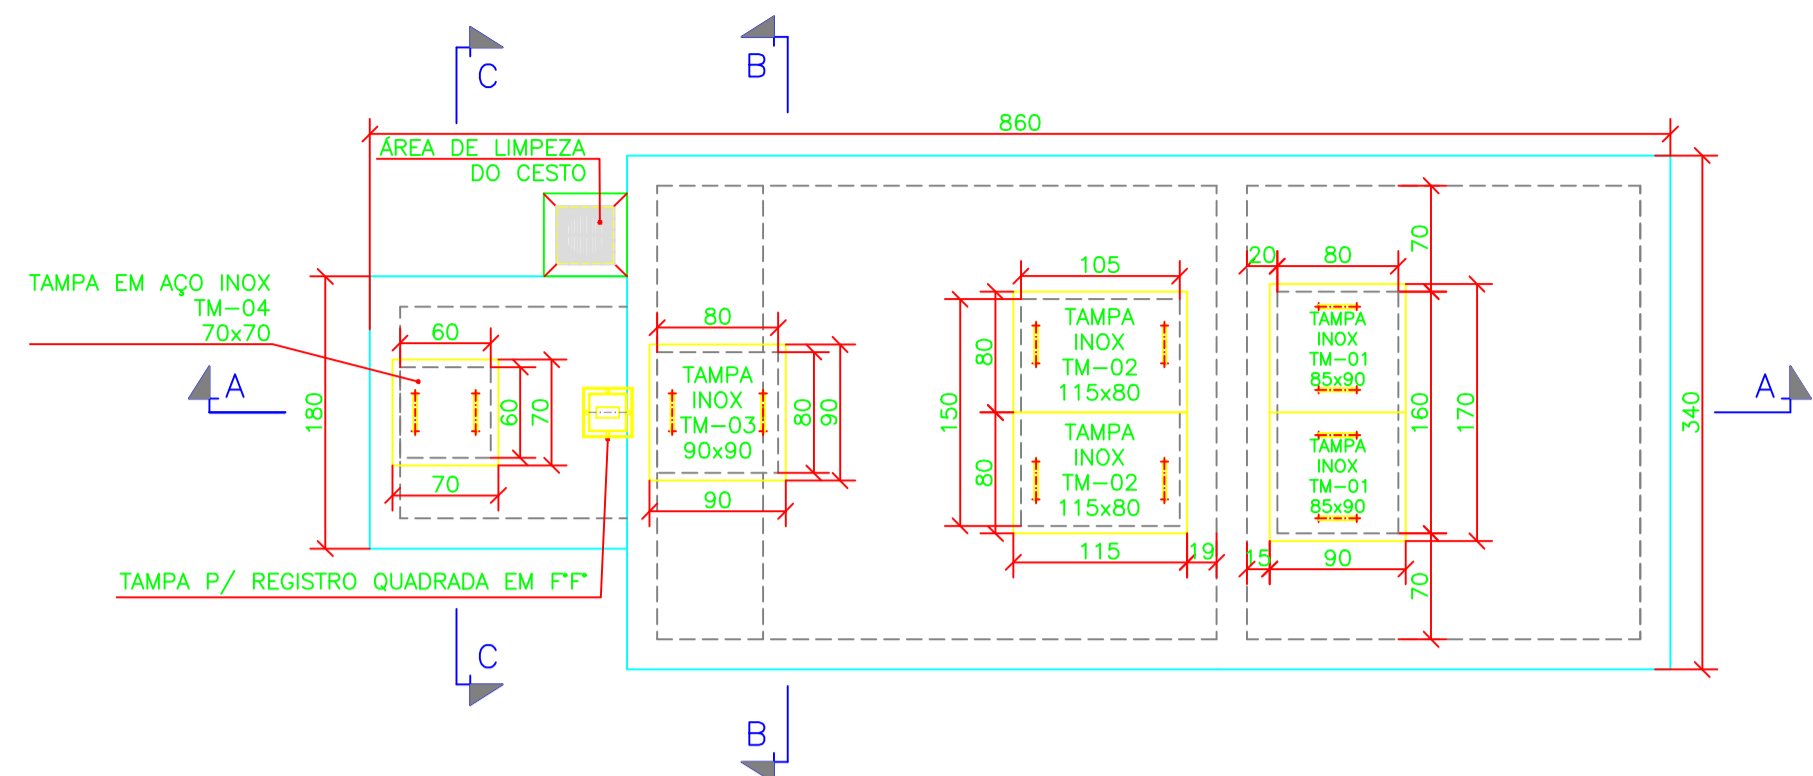 C
B
860
ÁREA DE LIMPEZA
DO CESTO
TAMPA EM AÇO INOX
TM-04
70x70
A
A
180
60
60
70
70
80
TAMPA
INOX
TM-03
90x90
80
90
90
105
150
80
80
TAMPA
INOX
TM-02
115x80
TAMPA
INOX
TM-02
115x80
115
19
20
80
70
TAMPA
INOX
TM-01
85x90
TAMPA
INOX
TM-01
85x90
160
170
15
90
70
340
TAMPA P/ REGISTRO QUADRADA EM F°F°
C
B